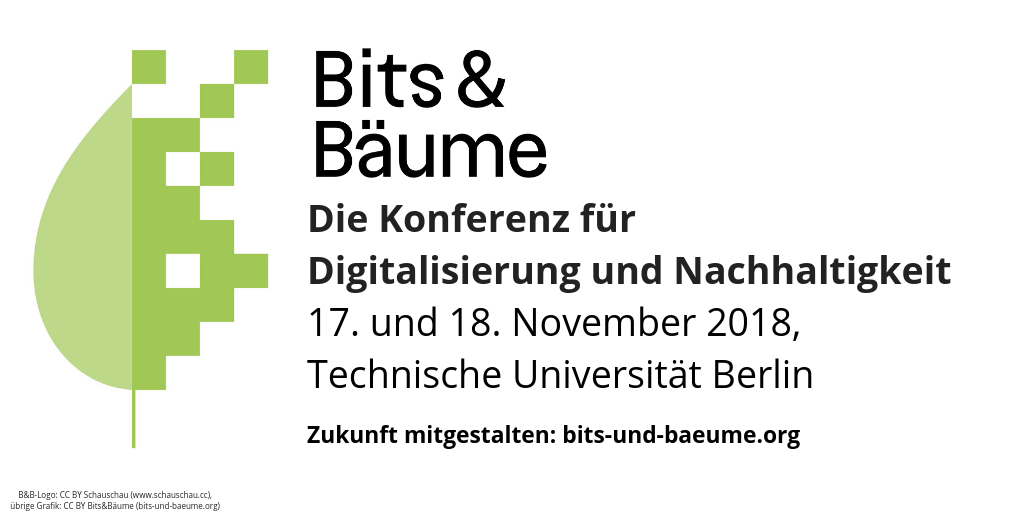 Bits &
Bäume
Die Konferenz für
Digitalisierung und Nachhaltigkeit
17. und 18. November 2018,
Technische Universität Berlin
Zukunft mitgestalten: bits-und-baeume.org
B&B-Logo: CC BY Schauschau (www.schauschau.cc),
übrige Grafik: CC BY Bits&Bäume (bits-und-baeume.org)